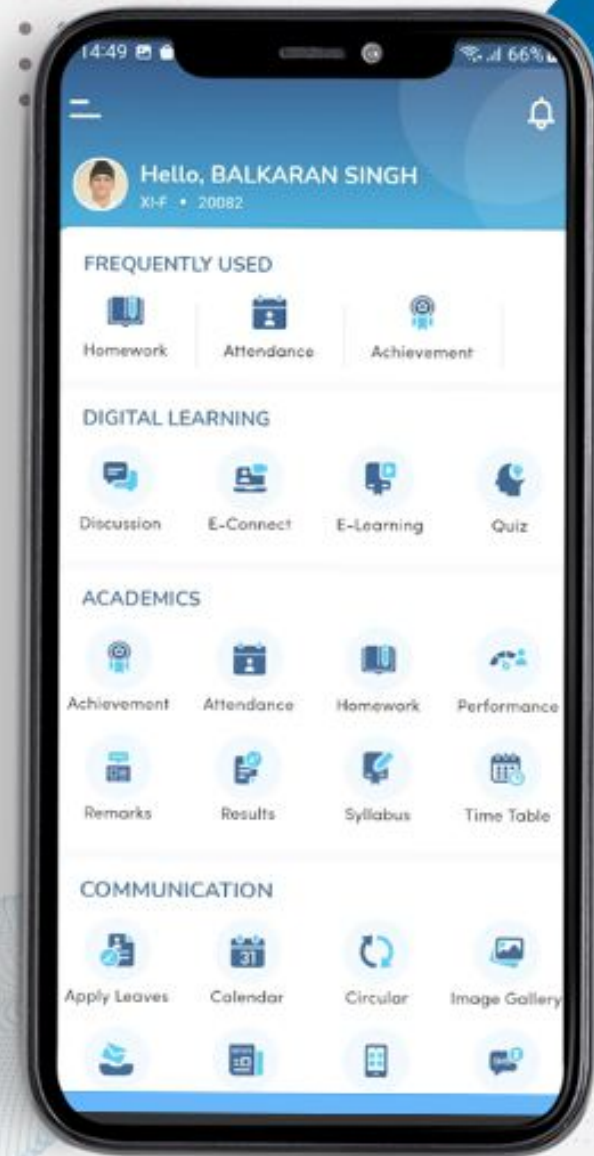 14:49 66%
Hello, BALKARAN SINGH
XI-F • 20082
FREQUENTLY USED
Homework Attendance Achievement
DIGITAL LEARNING
Discussion E-Connect E-Learning Quiz
ACADEMICS
Achievement Attendance Homework Performance
Remarks Results Syllabus Time Table
COMMUNICATION
31
Apply Leaves Calendar Circular Image Gallery